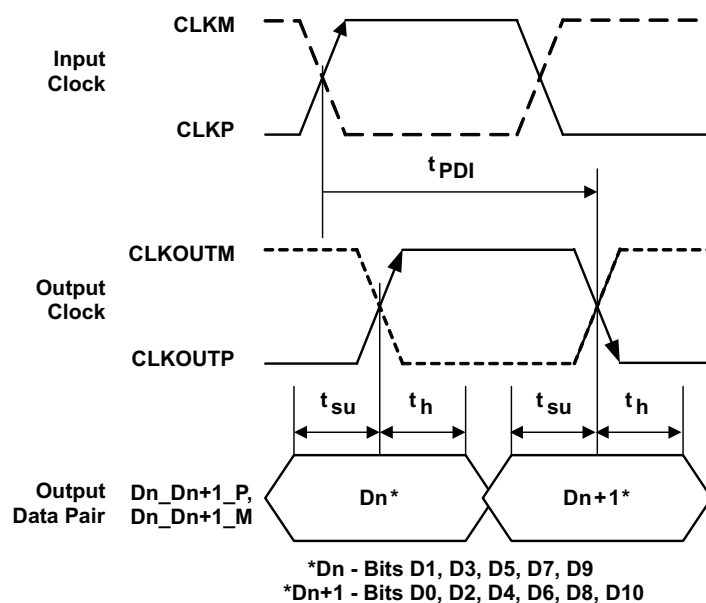 CLKM
Input
Clock
CLKP
tPDI
CLKOUTM
Output
Clock
CLKOUTP
tsu th tsu th
Output
Data Pair
Dn_Dn+1_P,
Dn_Dn+1_M
Dn* Dn+1*
*Dn - Bits D1, D3, D5, D7, D9
*Dn+1 - Bits D0, D2, D4, D6, D8, D10